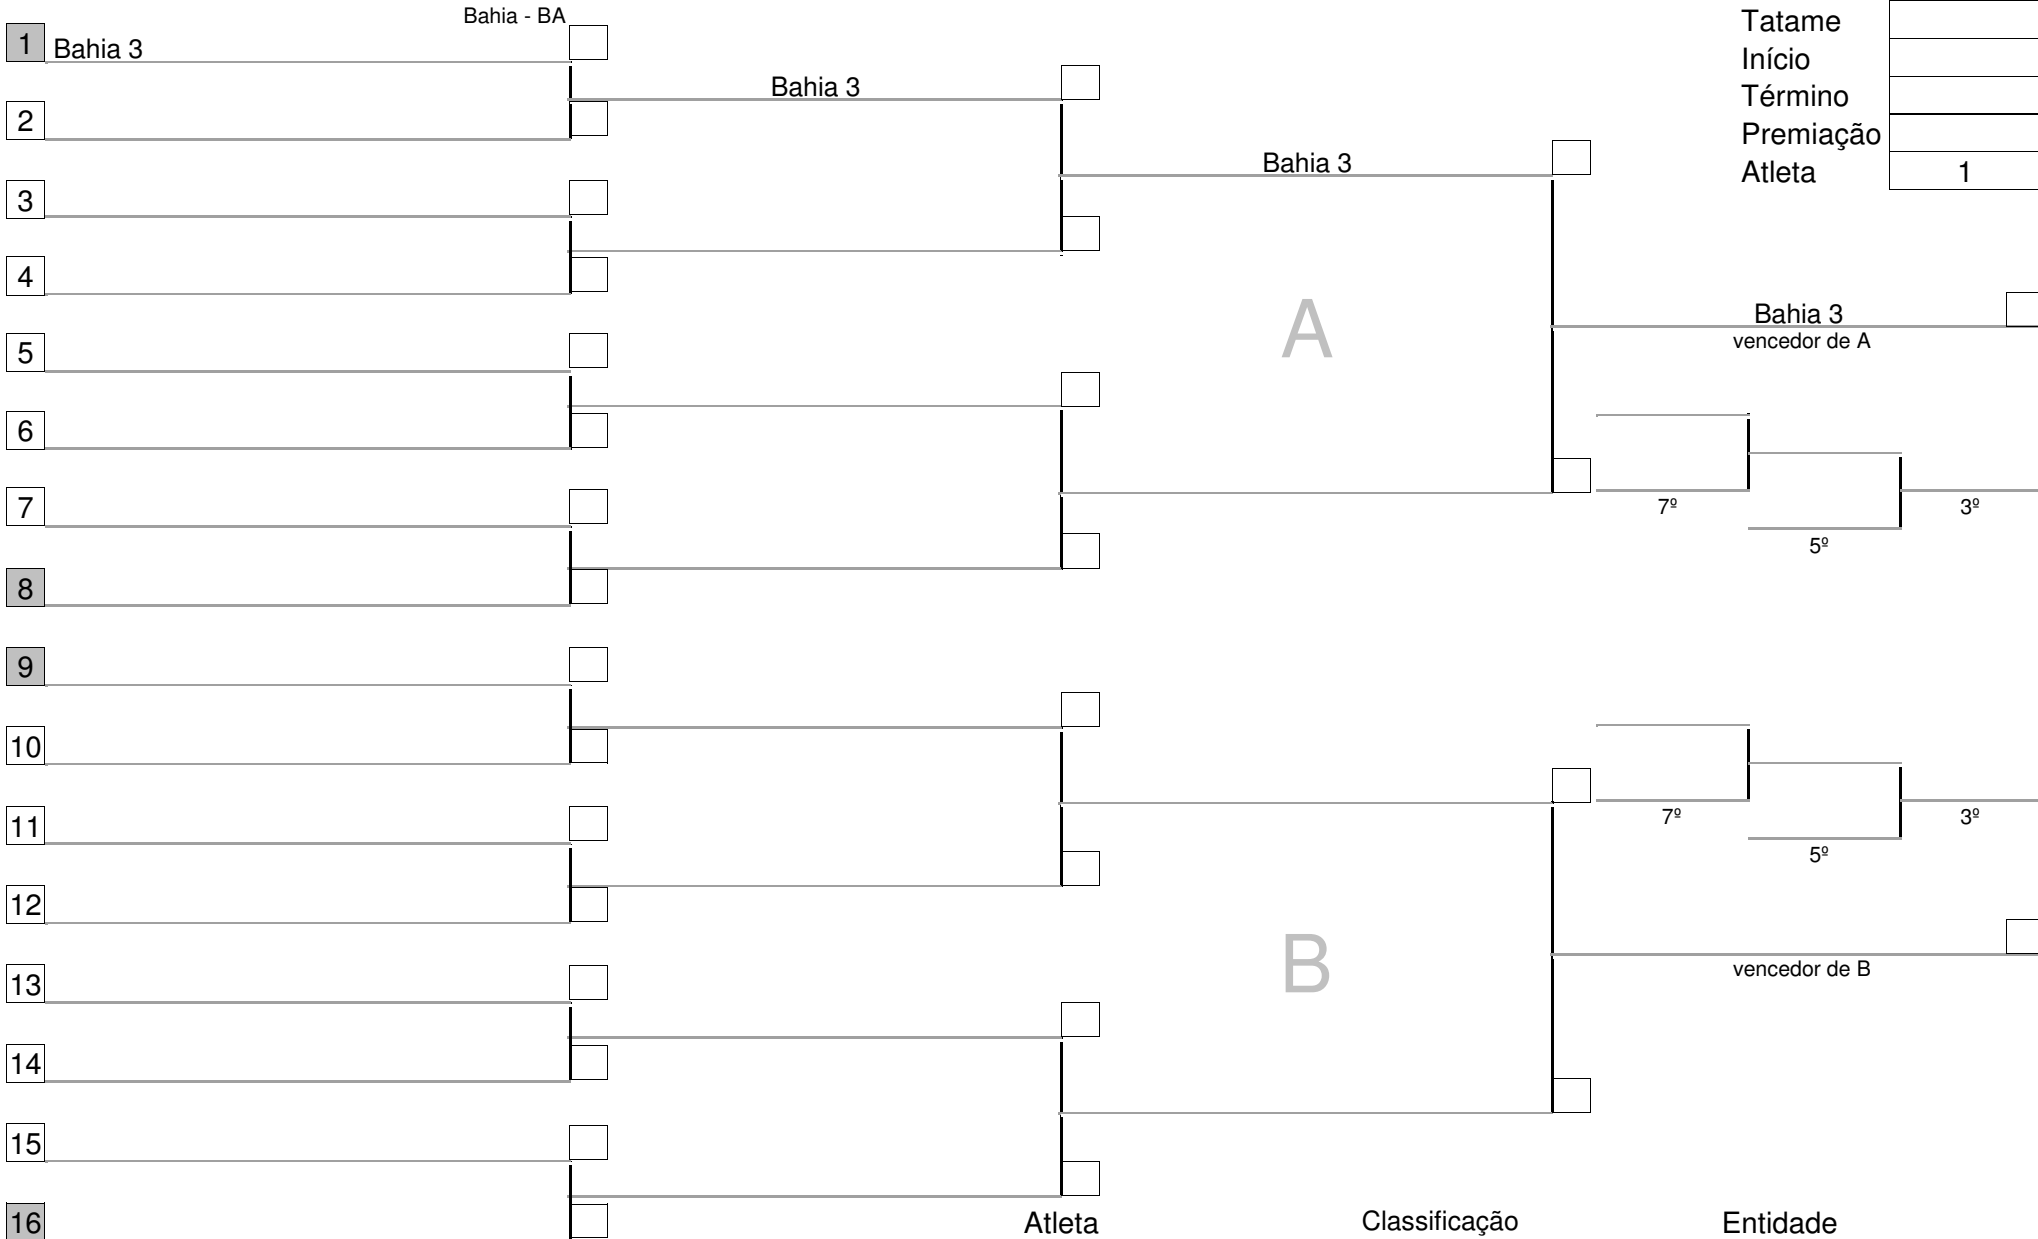 Bahia - BA
Tatame
1 Bahia 3
Início
Bahia 3
Término
2
Premiação
Bahia 3
Atleta 1
3
4
A
Bahia 3
5
vencedor de A
6
7
7º
3º
5º
8
9
10
11
7º
3º
5º
12
B
13
vencedor de B
14
15
16
Atleta
Classificação
Entidade